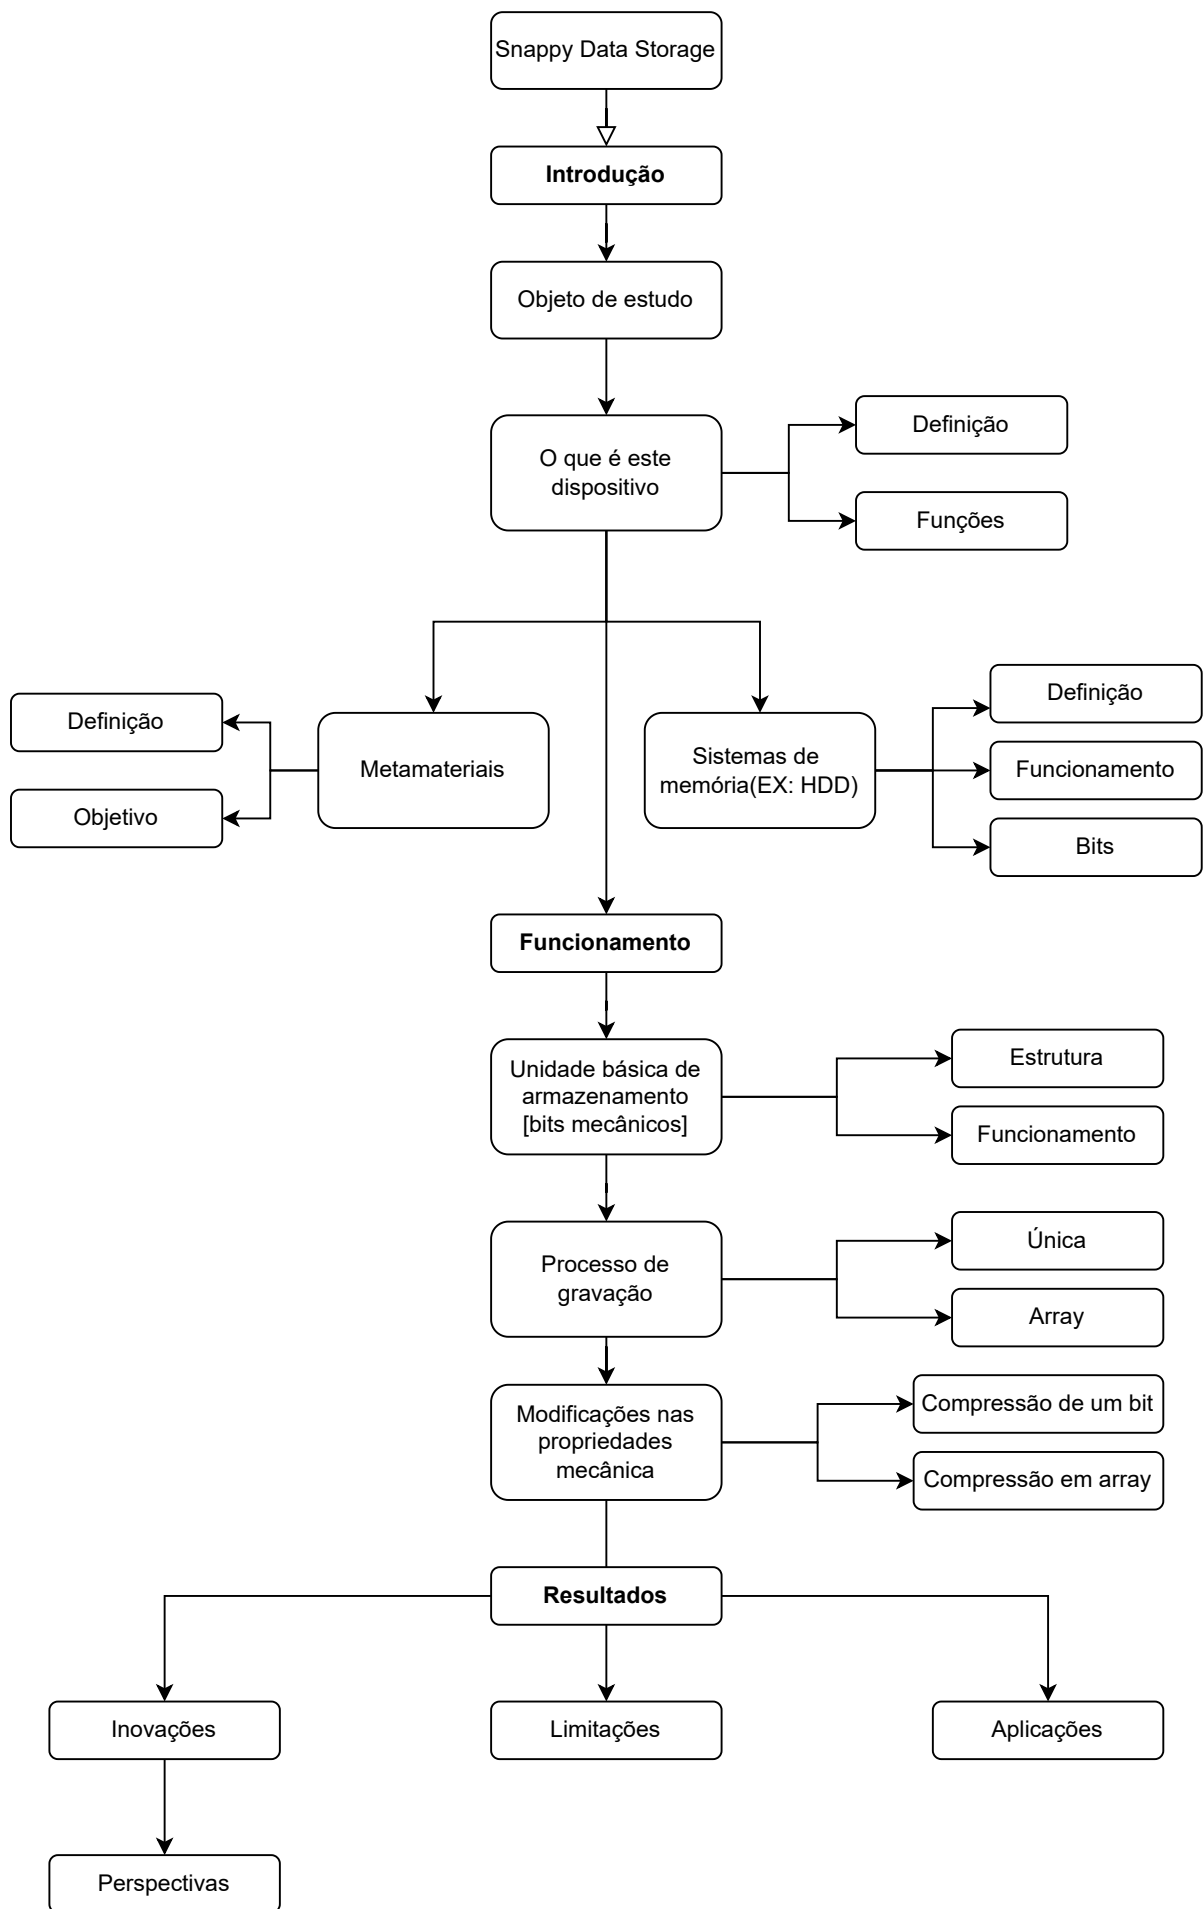 Snappy Data Storage
Introdução
Objeto de estudo
O que é este
dispositivo
Definição
Funções
Metamateriais
Definição
Objetivo
Sistemas de
memória(EX: HDD)
Definição
Funcionamento
Bits
Funcionamento
Unidade básica de
armazenamento
[bits mecânicos]
Estrutura
Funcionamento
Processo de
gravação
Única
Array
Modificações nas
propriedades
mecânica
Compressão de um bit
Compressão em array
Resultados
Inovações
Limitações
Aplicações
Perspectivas